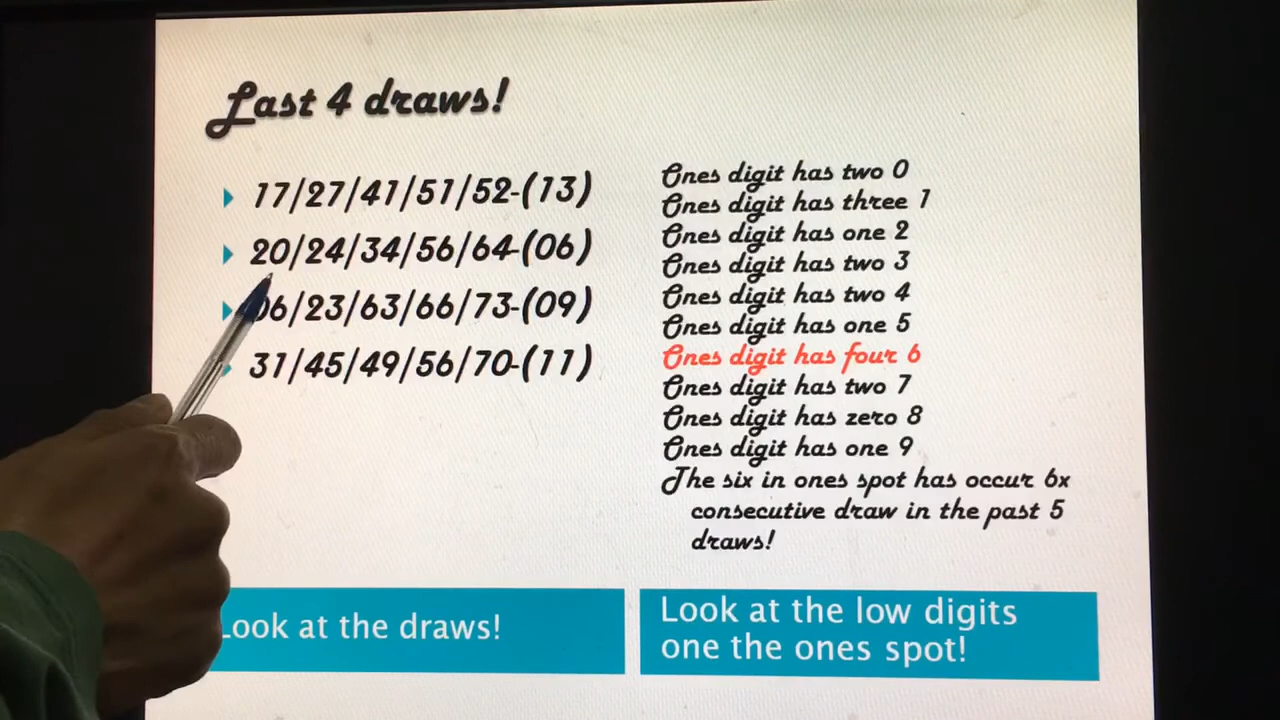 Last 4 draws!
17/27/41/51/52-(13)
20/24/34/56/64-(06)
06/23/63/66/73-(09)
31/45/49/56/70-(11)
Ones digit has two 0
Ones digit has three 1
Ones digit has one 2
Ones digit has two 3
Ones digit has two 4
Ones digit has one 5
Ones digit has four 6
Ones digit has two 7
Ones digit has zero 8
Ones digit has one 9
The six in ones spot has occur 6x
consecutive draw in the past 5
draws!
Look at the draws!
Look at the low digits
one the ones spot!